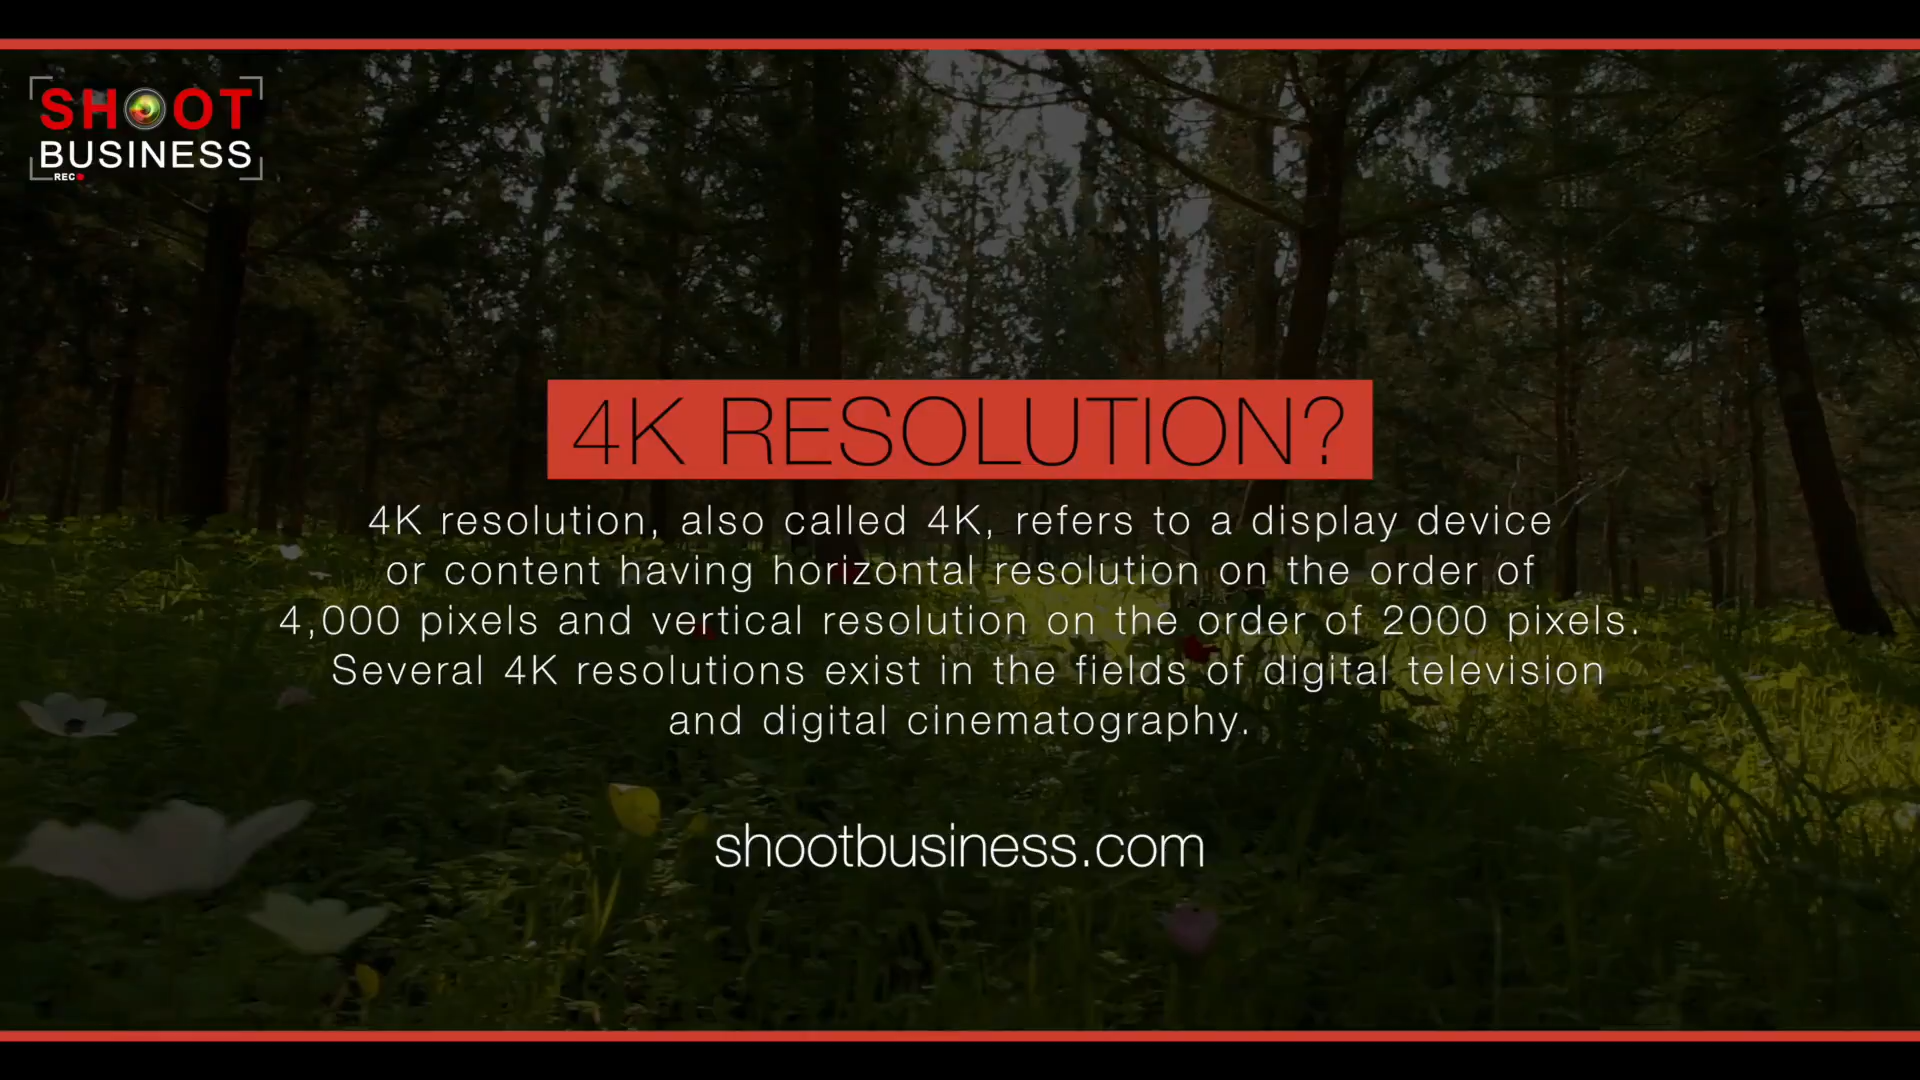 SHOOT
BUSINESS
REC
4K RESOLUTION?
4K resolution, also called 4K, refers to a display device
or content having horizontal resolution on the order of
4,000 pixels and vertical resolution on the order of 2000 pixels.
Several 4K resolutions exist in the fields of digital television
and digital cinematography.
shootbusiness.com